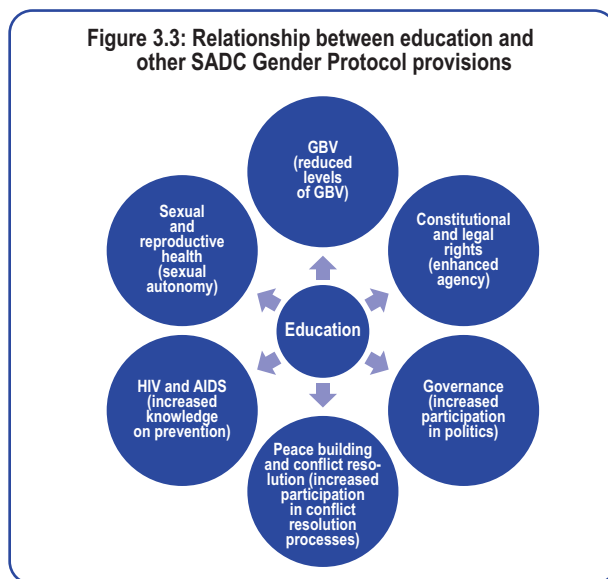 Figure 3.3: Relationship between education and
other SADC Gender Protocol provisions
GBV
(reduced
levels
of GBV)
Constitutional
and legal
rights
(enhanced
agency)
Governance
(increased
participation
in politics)
Peace building
and conflict reso-
lution (increased
participation
in conflict
resolution
processes)
HIV and AIDS
(increased
knowledge
on prevention)
Sexual
and
reproductive
health
(sexual
autonomy)
Education